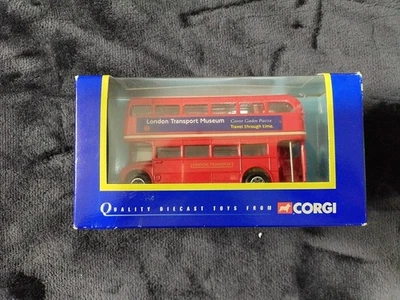 London Transport Museum
Covent Garden Piazza
Travel through time.
LONDON TRANSPORT
QUALITY DIECAST TOYS FROM CORGI